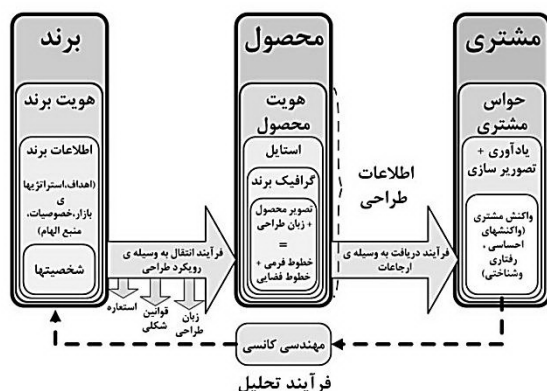 برند
محصول
مشتری
هویت برند
اطلاعات برند
(اهداف،استراتژیها
ی
بازار،خصوصیات،
منبع الهام)
شخصیتها
فرآیند انتقال به وسیله ی
رویکرد طراحی
استعاره
قوانین
شکلی
زبان
طراحی
هویت
محصول
استایل
گرافیک برند
تصویر محصول
+ زبان طراحی
=
خطوط فرمی +
خطوط فضایی
اطلاعات
طراحی
فرآیند دریافت به وسیله ی
ارجاعات
حواس
مشتری
یادآوری +
تصویر سازی
واکنش مشتری
(واکنشهای
احساسی ،
رفتاری
وشناختی)
مهندسی کانسی
فرآیند تحلیل